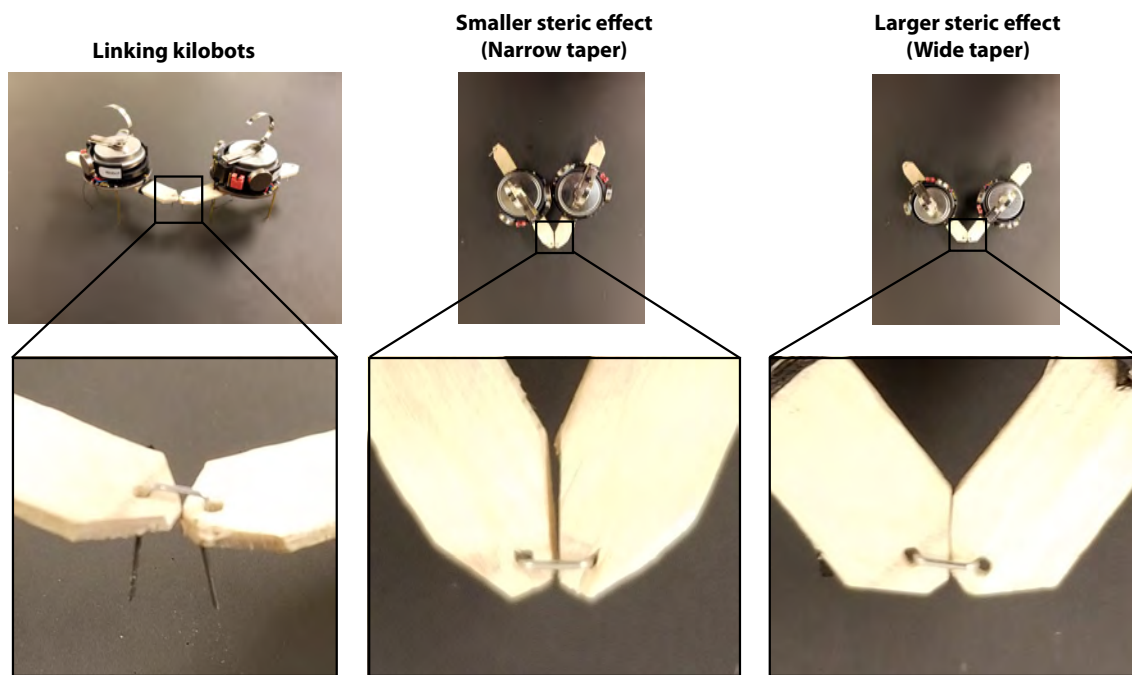 Linking kilobots
Smaller steric effect
(Narrow taper)
Larger steric effect
(Wide taper)